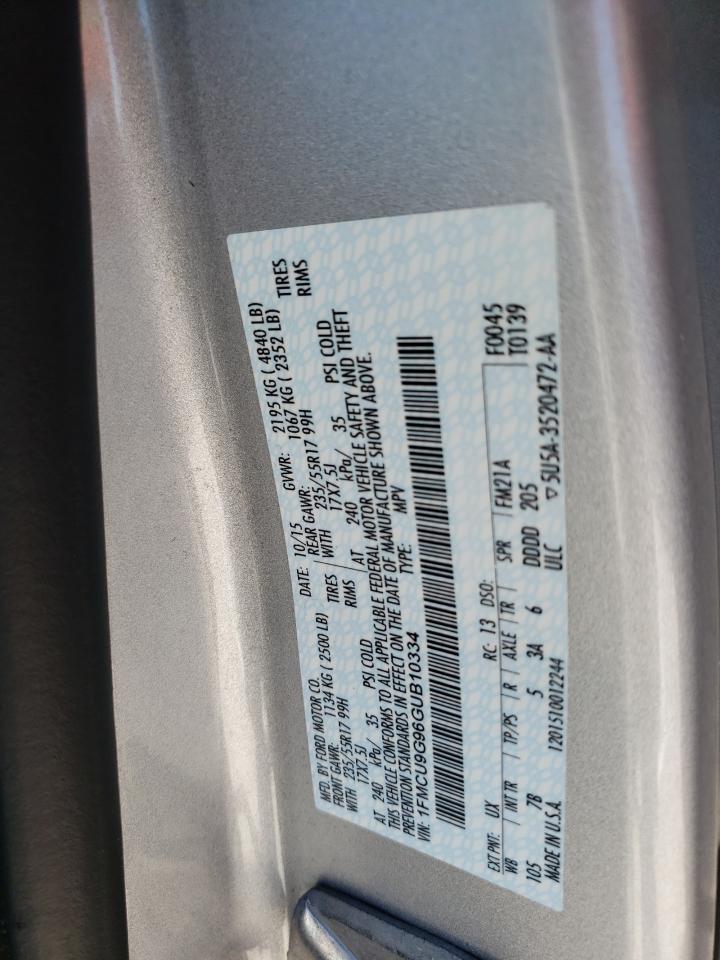 MFD. BY FORD MOTOR CO. DATE: 10/15 GVWR: 2195 KG ( 4840 LB)
FRONT GAWR: 1134 KG ( 2500 LB) REAR GAWR: 1067 KG ( 2352 LB)
WITH 235/55R17 99H TIRES WITH 235/55R17 99H TIRES
17X7.5J RIMS 17X7.5J RIMS
AT 240 kPa/ 35 PSI COLD AT 240 kPa/ 35 PSI COLD
THIS VEHICLE CONFORMS TO ALL APPLICABLE FEDERAL MOTOR VEHICLE SAFETY AND THEFT
PREVENTION STANDARDS IN EFFECT ON THE DATE OF MANUFACTURE SHOWN ABOVE.
VIN: 1FMCU9G96GUB10334 TYPE: MPV
F0045
EXT PNT: UX RC: 13 DSO: T0139
WB INT TR TP/PS R AXLE TR SPR FM21A
105 7B 5 3A 6 DDDD 205
MADE IN U.S.A. 1201510012244 ULC ▽5U5A-3520472-AA